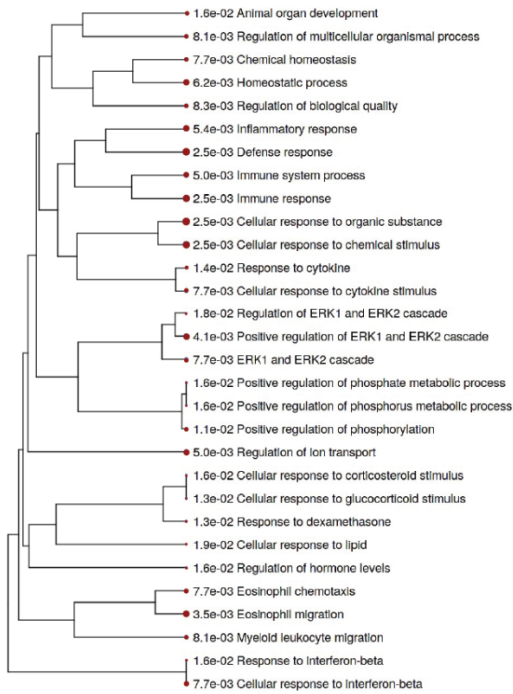 1.6e-02 Animal organ development
8.1e-03 Regulation of multicellular organismal process
7.7e-03 Chemical homeostasis
6.2e-03 Homeostatic process
8.3e-03 Regulation of biological quality
5.4e-03 Inflammatory response
2.5e-03 Defense response
5.0e-03 Immune system process
2.5e-03 Immune response
2.5e-03 Cellular response to organic substance
2.5e-03 Cellular response to chemical stimulus
1.4e-02 Response to cytokine
7.7e-03 Cellular response to cytokine stimulus
1.8e-02 Regulation of ERK1 and ERK2 cascade
4.1e-03 Positive regulation of ERK1 and ERK2 cascade
7.7e-03 ERK1 and ERK2 cascade
1.6e-02 Positive regulation of phosphate metabolic process
1.6e-02 Positive regulation of phosphorus metabolic process
1.1e-02 Positive regulation of phosphorylation
5.0e-03 Regulation of ion transport
1.6e-02 Cellular response to corticosteroid stimulus
1.3e-02 Cellular response to glucocorticoid stimulus
1.3e-02 Response to dexamethasone
1.9e-02 Cellular response to lipid
1.6e-02 Regulation of hormone levels
7.7e-03 Eosinophil chemotaxis
3.5e-03 Eosinophil migration
8.1e-03 Myeloid leukocyte migration
1.6e-02 Response to interferon-beta
7.7e-03 Cellular response to interferon-beta